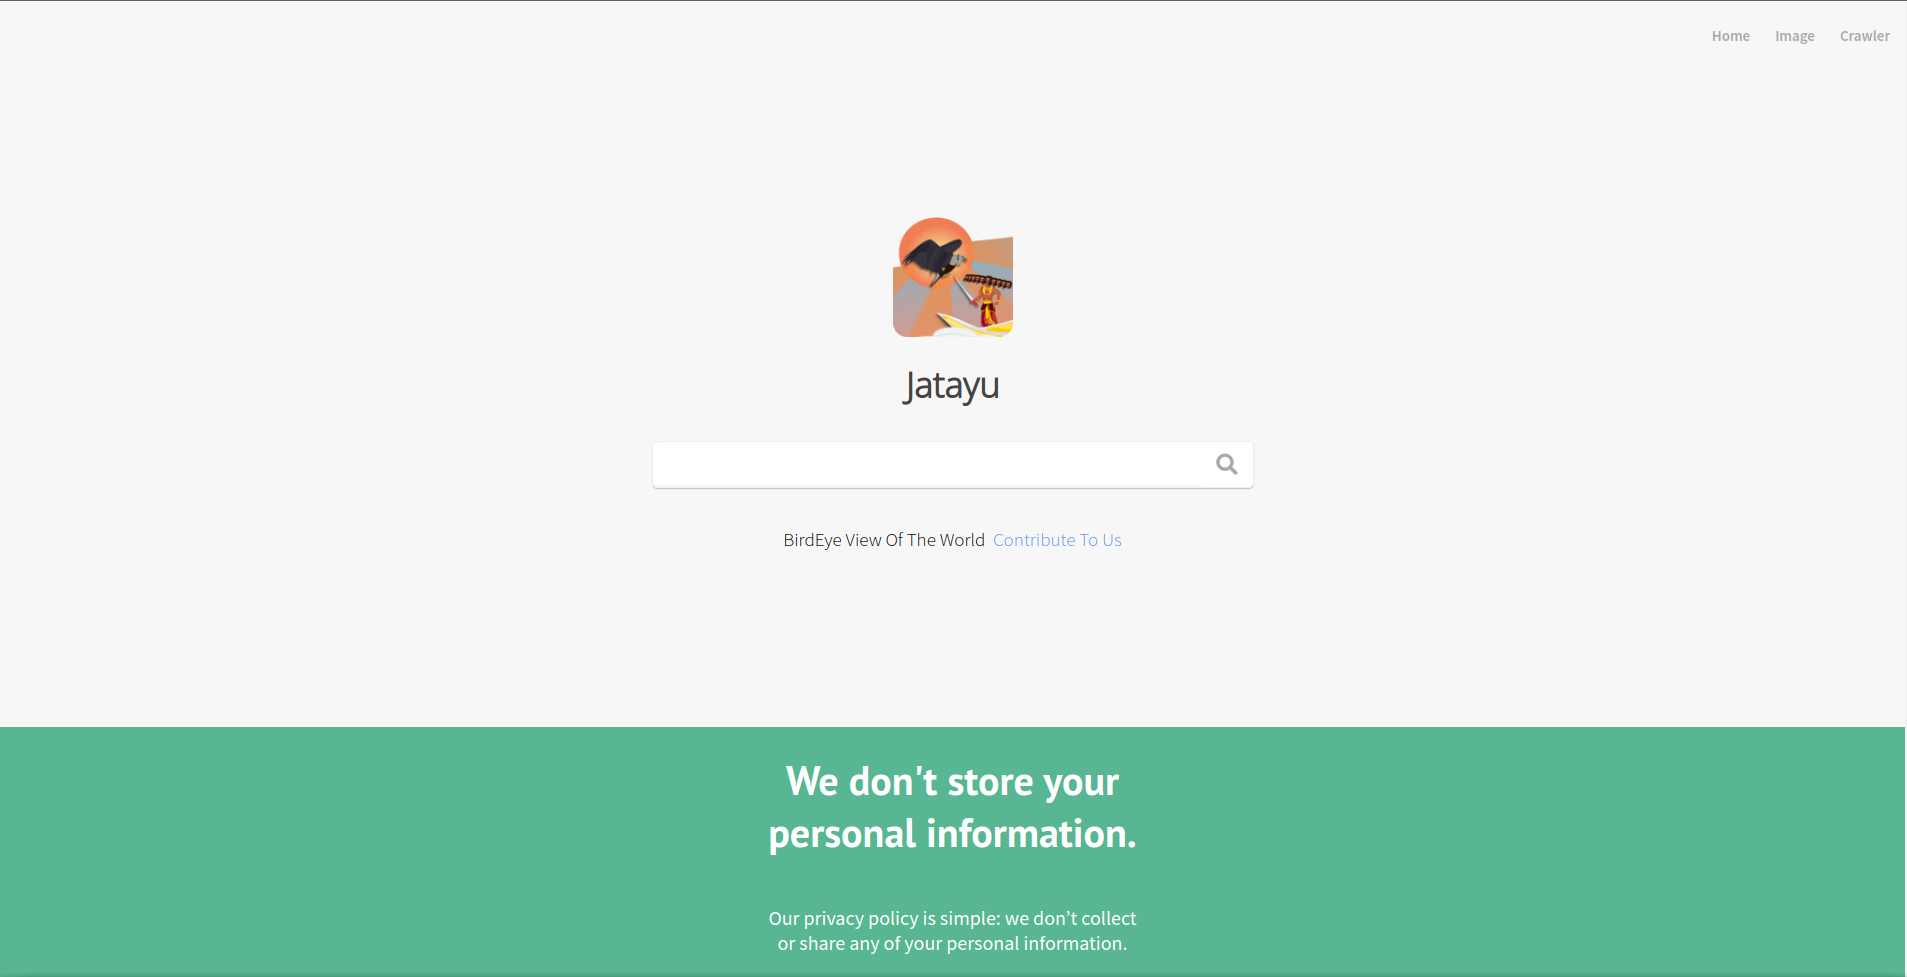 Home Image Crawler
Jatayu
BirdEye View Of The World Contribute To Us
We don't store your
personal information.
Our privacy policy is simple: we don’t collect
or share any of your personal information.